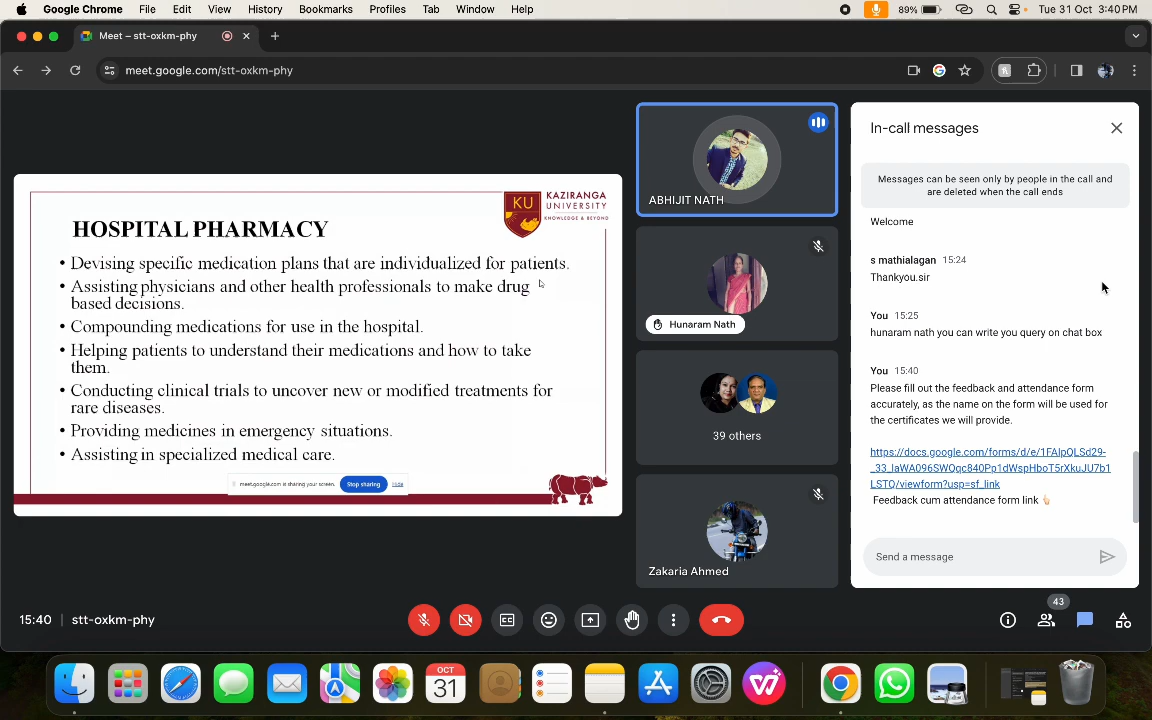 Google Chrome File Edit View History Bookmarks Profiles Tab Window Help 89% Tue 31 Oct 3:40 PM
Meet – stt-oxkm-phy
meet.google.com/stt-oxkm-phy
KU
KAZIRANGA
UNIVERSITY
KNOWLEDGE & BEYOND
HOSPITAL PHARMACY
• Devising specific medication plans that are individualized for patients.
• Assisting physicians and other health professionals to make drug
based decisions.
• Compounding medications for use in the hospital.
• Helping patients to understand their medications and how to take
them.
• Conducting clinical trials to uncover new or modified treatments for
rare diseases.
• Providing medicines in emergency situations.
• Assisting in specialized medical care.
meet.google.com is sharing your screen. Stop sharing Hide
ABHIJIT NATH
Hunaram Nath
39 others
Zakaria Ahmed
In-call messages
Messages can be seen only by people in the call and
are deleted when the call ends
Welcome
s mathialagan 15:24
Thankyou.sir
You 15:25
hunaram nath you can write you query on chat box
You 15:40
Please fill out the feedback and attendance form
accurately, as the name on the form will be used for
the certificates we will provide.
https://docs.google.com/forms/d/e/1FAIpQLSd29-
_33_IaWA096SWQqc840Pp1dWspHboT5rXkuJU7b1
LSTQ/viewform?usp=sf_link
Feedback cum attendance form link 👆🏻
Send a message
15:40 | stt-oxkm-phy
43
OCT
31